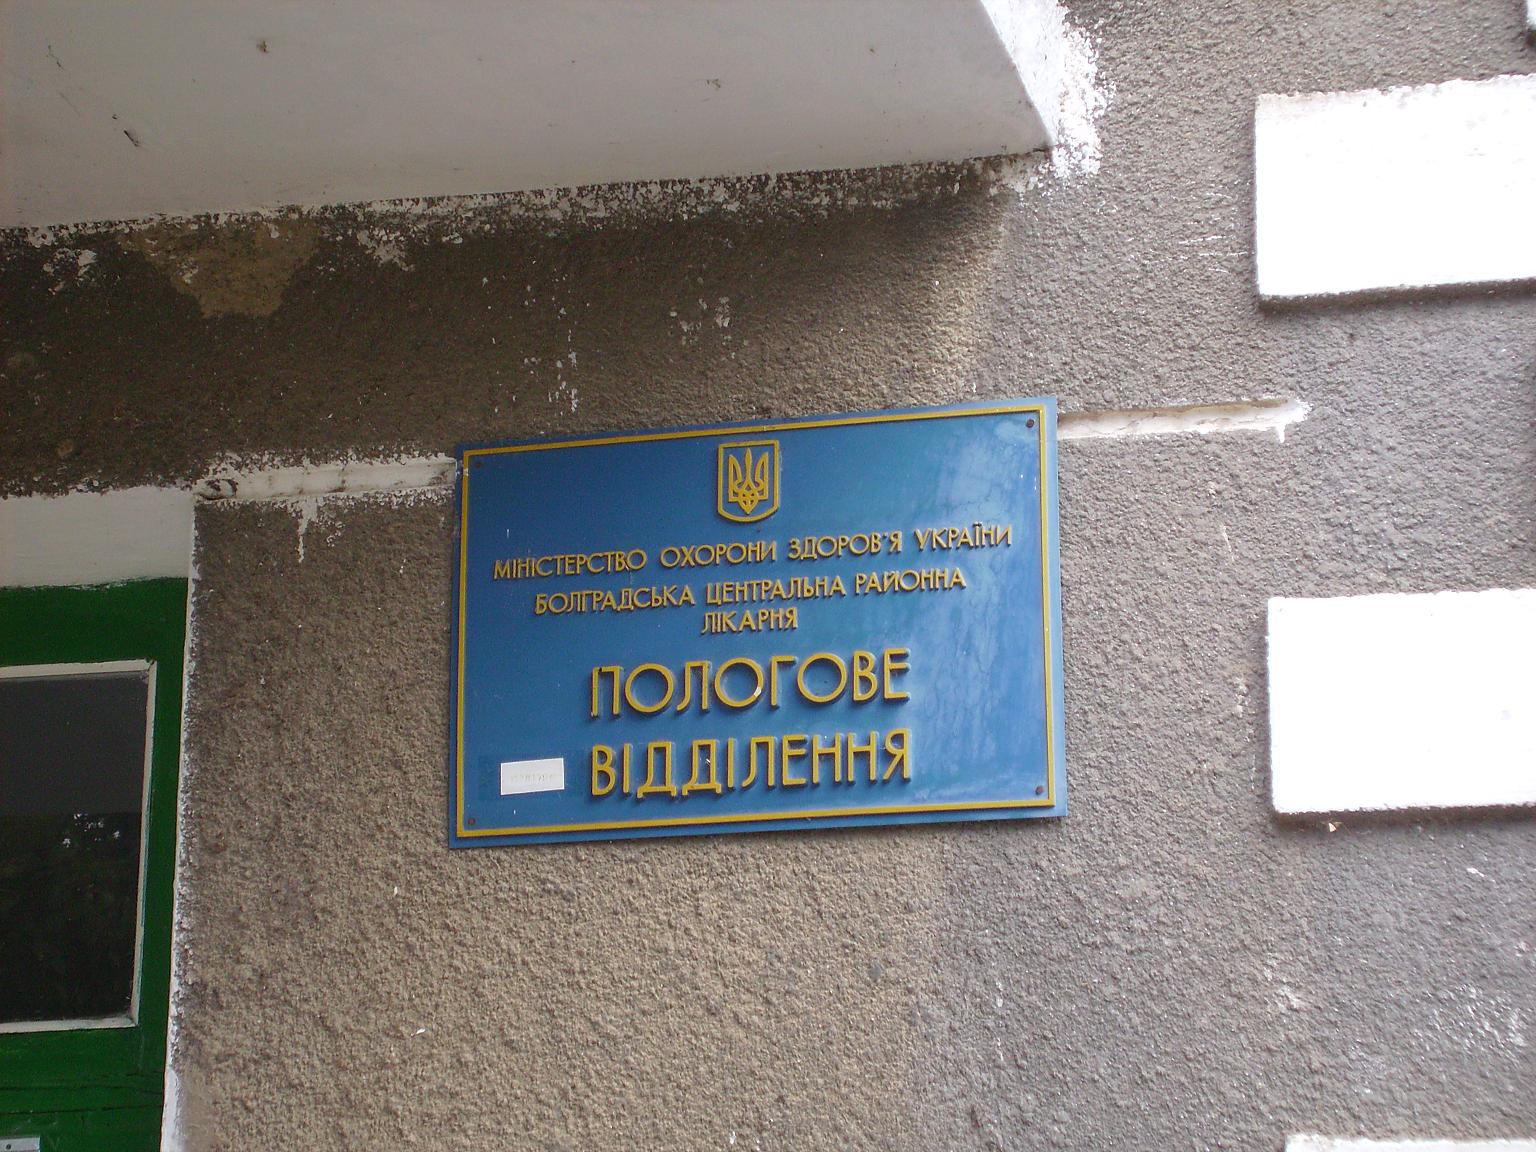 МІНІСТЕРСТВО ОХОРОНИ ЗДОРОВ'Я УКРАЇНИ
БОЛГРАДСЬКА ЦЕНТРАЛЬНА РАЙОННА
ЛІКАРНЯ
ПОЛОГОВЕ
ВІДДІЛЕННЯ